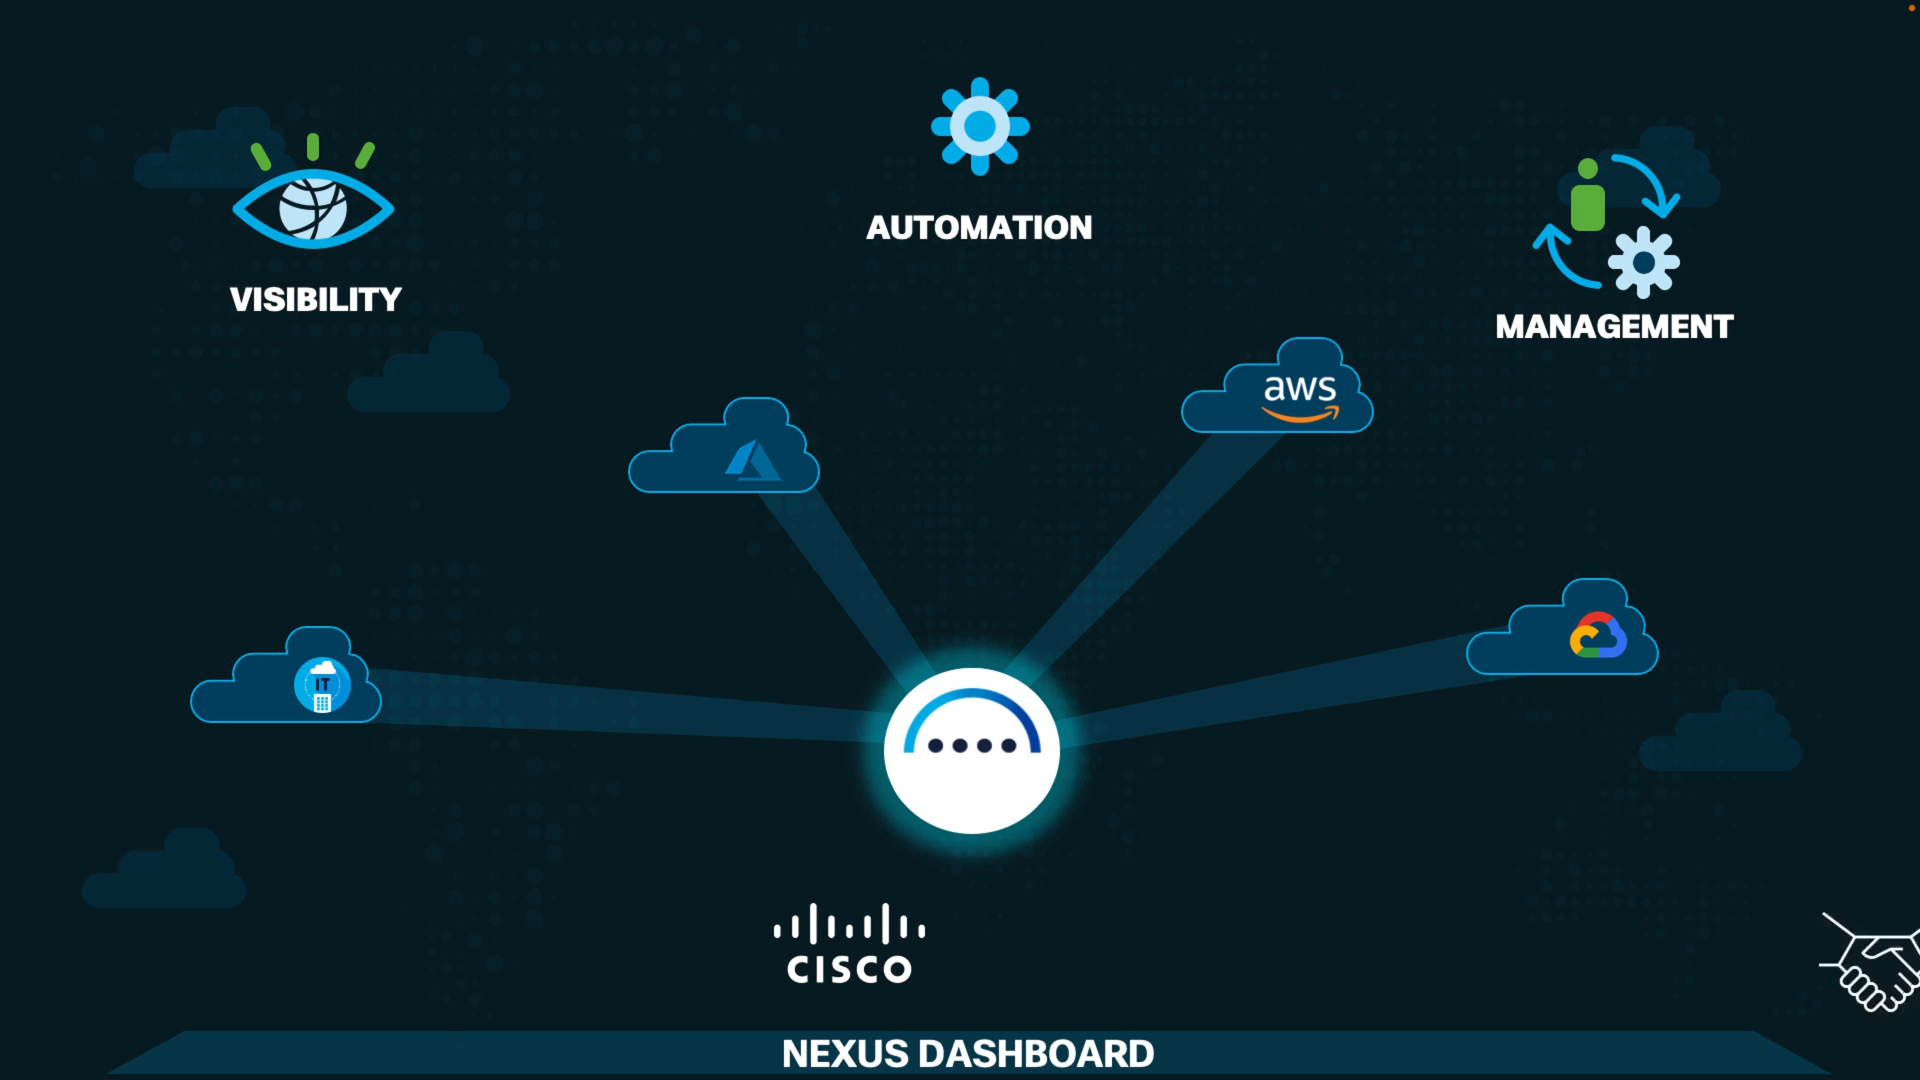 AUTOMATION
VISIBILITY
MANAGEMENT
aws
IT
CISCO
NEXUS DASHBOARD